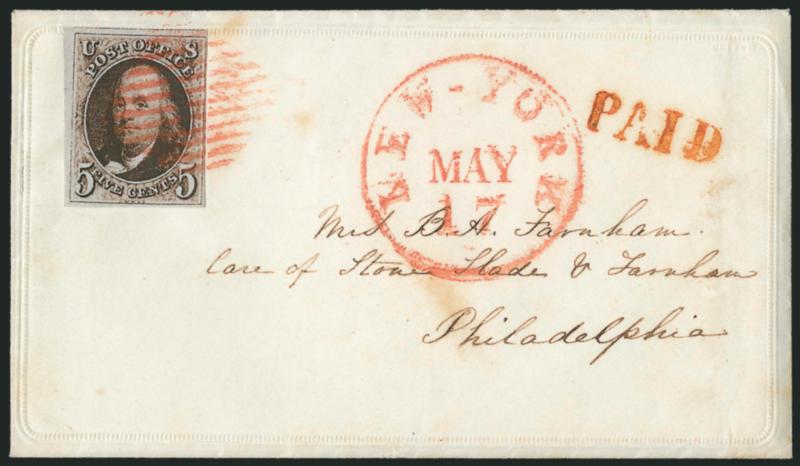 U S
POST OFFICE
5 FIVE CENTS 5
NEW-YORK
MAY
17
PAID
Mrs B. A. Farnham.
Care of Stone Slade & Farnham
Philadelphia